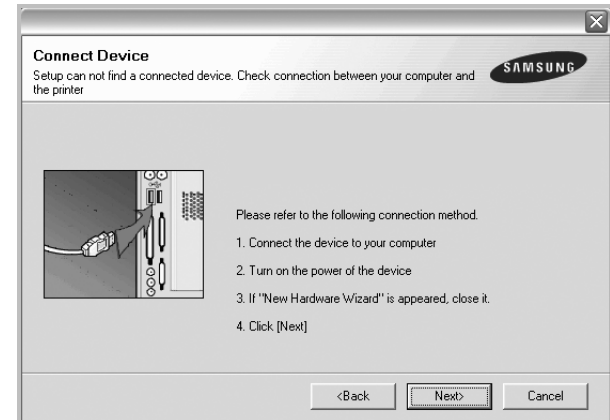 Connect Device
Setup can not find a connected device. Check connection between your computer and
the printer
SAMSUNG
Please refer to the following connection method.
1. Connect the device to your computer
2. Turn on the power of the device
3. If "New Hardware Wizard" is appeared, close it.
4. Click [Next]
<Back
Next>
Cancel